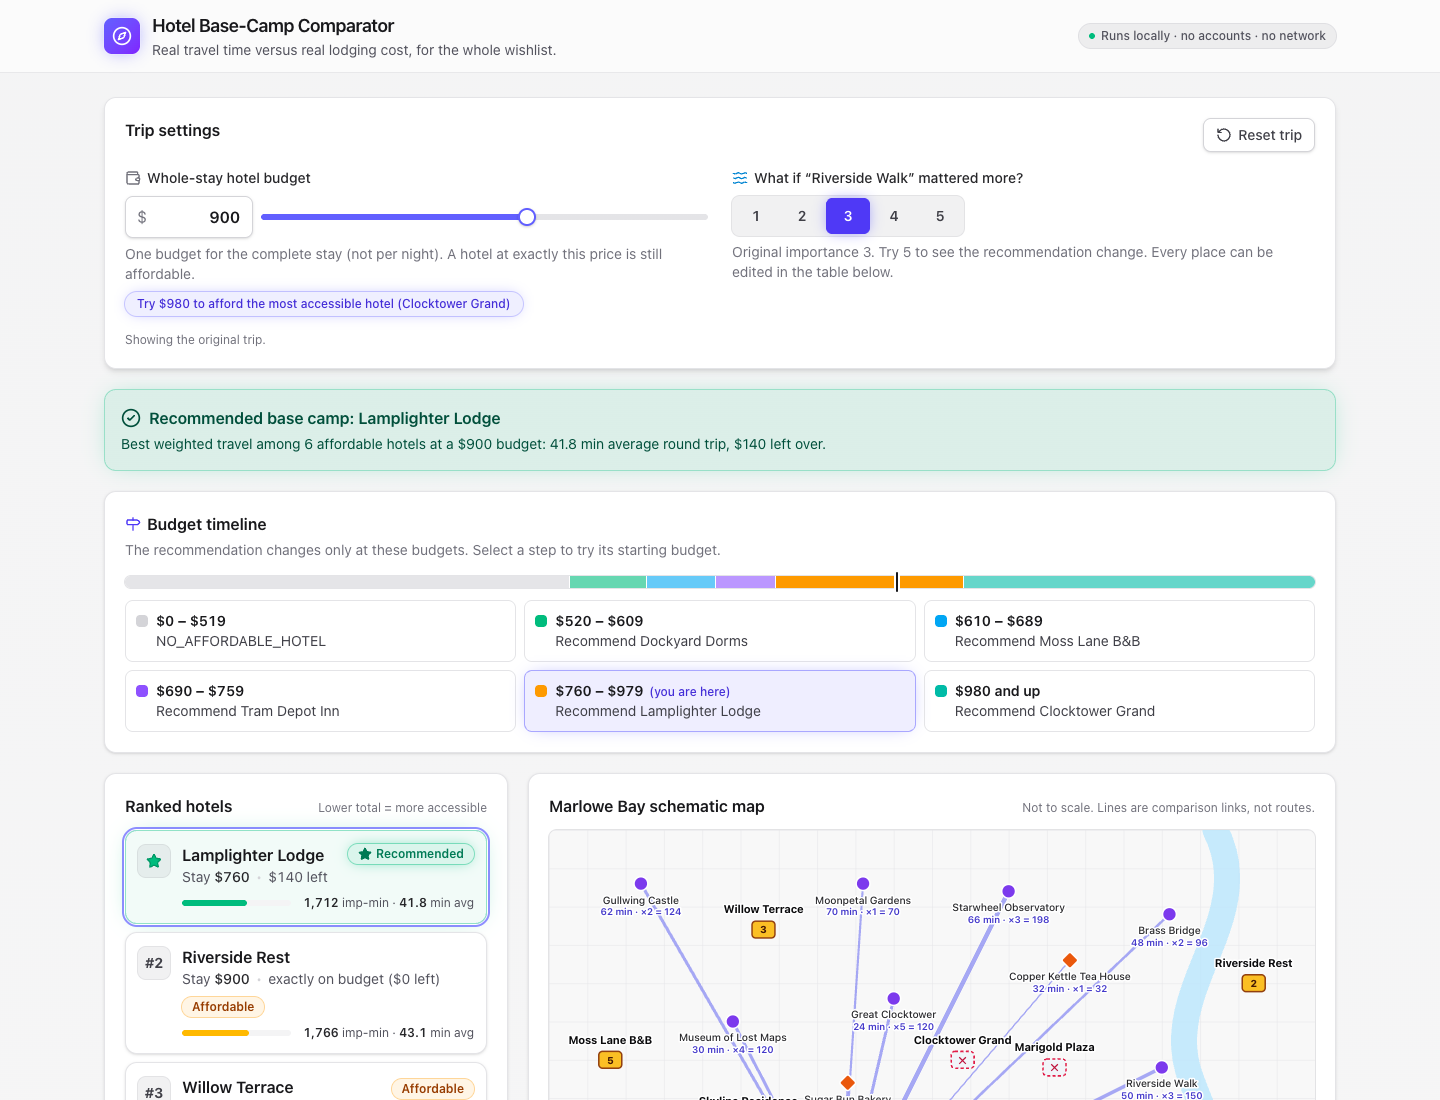 Hotel Base-Camp Comparator
Real travel time versus real lodging cost, for the whole wishlist.
Runs locally · no accounts · no network
Trip settings
Reset trip
Whole-stay hotel budget
$ 900
One budget for the complete stay (not per night). A hotel at exactly this price is still
affordable.
Try $980 to afford the most accessible hotel (Clocktower Grand)
Showing the original trip.
What if “Riverside Walk” mattered more?
1 2 3 4 5
Original importance 3. Try 5 to see the recommendation change. Every place can be
edited in the table below.
Recommended base camp: Lamplighter Lodge
Best weighted travel among 6 affordable hotels at a $900 budget: 41.8 min average round trip, $140 left over.
Budget timeline
The recommendation changes only at these budgets. Select a step to try its starting budget.
$0 – $519
NO_AFFORDABLE_HOTEL
$520 – $609
Recommend Dockyard Dorms
$610 – $689
Recommend Moss Lane B&B
$690 – $759
Recommend Tram Depot Inn
$760 – $979 (you are here)
Recommend Lamplighter Lodge
$980 and up
Recommend Clocktower Grand
Ranked hotels
Lower total = more accessible
Lamplighter Lodge
Recommended
Stay $760 · $140 left
1,712 imp-min · 41.8 min avg
#2
Riverside Rest
Stay $900 · exactly on budget ($0 left)
Affordable
1,766 imp-min · 43.1 min avg
#3
Willow Terrace
Affordable
Marlowe Bay schematic map
Not to scale. Lines are comparison links, not routes.
Gullwing Castle
62 min · ×2 = 124
Willow Terrace
3
Moonpetal Gardens
70 min · ×1 = 70
Starwheel Observatory
66 min · ×3 = 198
Brass Bridge
48 min · ×2 = 96
Riverside Rest
2
Copper Kettle Tea House
32 min · ×1 = 32
Great Clocktower
24 min · ×5 = 120
Museum of Lost Maps
30 min · ×4 = 120
Moss Lane B&B
5
Clocktower Grand
Marigold Plaza
Riverside Walk
50 min · ×3 = 150
Skyline Residence
Sugar Bun Bakery